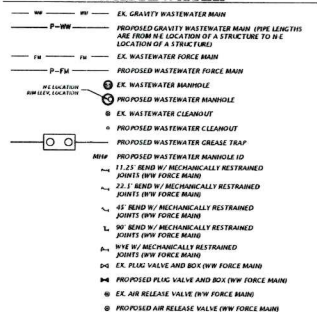 WW WW EX. GRAVITY WASTEWATER MAIN
P-WW PROPOSED GRAVITY WASTEWATER MAIN (PIPE LENGTHS
ARE FROM N-E LOCATION OF A STRUCTURE TO N-E
LOCATION OF A STRUCTURE)
FM FM EX. WASTEWATER FORCE MAIN
P-FM PROPOSED WASTEWATER FORCE MAIN
EX. WASTEWATER MANHOLE
N-E LOCATION
RIM ELEV. LOCATION
PROPOSED WASTEWATER MANHOLE
EX. WASTEWATER CLEANOUT
PROPOSED WASTEWATER CLEANOUT
PROPOSED WASTEWATER GREASE TRAP
MH# PROPOSED WASTEWATER MANHOLE ID
11.25° BEND W/ MECHANICALLY RESTRAINED
JOINTS (WW FORCE MAIN)
22.5° BEND W/ MECHANICALLY RESTRAINED
JOINTS (WW FORCE MAIN)
45° BEND W/ MECHANICALLY RESTRAINED
JOINTS (WW FORCE MAIN)
90° BEND W/ MECHANICALLY RESTRAINED
JOINTS (WW FORCE MAIN)
WYE W/ MECHANICALLY RESTRAINED
JOINTS (WW FORCE MAIN)
EX. PLUG VALVE AND BOX (WW FORCE MAIN)
PROPOSED PLUG VALVE AND BOX (WW FORCE MAIN)
EX. AIR RELEASE VALVE (WW FORCE MAIN)
PROPOSED AIR RELEASE VALVE (WW FORCE MAIN)